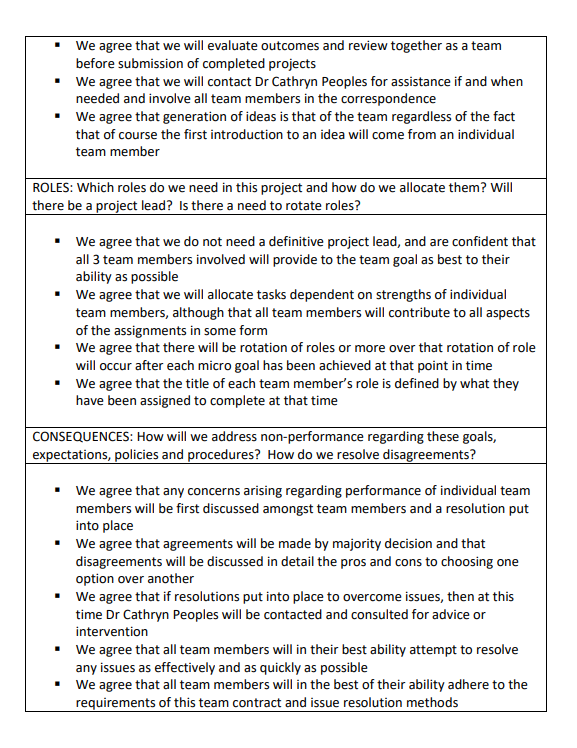 ▪ We agree that we will evaluate outcomes and review together as a team
before submission of completed projects
▪ We agree that we will contact Dr Cathryn Peoples for assistance if and when
needed and involve all team members in the correspondence
▪ We agree that generation of ideas is that of the team regardless of the fact
that of course the first introduction to an idea will come from an individual
team member
ROLES: Which roles do we need in this project and how do we allocate them? Will
there be a project lead?  Is there a need to rotate roles?
▪ We agree that we do not need a definitive project lead, and are confident that
all 3 team members involved will provide to the team goal as best to their
ability as possible
▪ We agree that we will allocate tasks dependent on strengths of individual
team members, although that all team members will contribute to all aspects
of the assignments in some form
▪ We agree that there will be rotation of roles or more over that rotation of role
will occur after each micro goal has been achieved at that point in time
▪ We agree that the title of each team member’s role is defined by what they
have been assigned to complete at that time
CONSEQUENCES: How will we address non-performance regarding these goals,
expectations, policies and procedures?  How do we resolve disagreements?
▪ We agree that any concerns arising regarding performance of individual team
members will be first discussed amongst team members and a resolution put
into place
▪ We agree that agreements will be made by majority decision and that
disagreements will be discussed in detail the pros and cons to choosing one
option over another
▪ We agree that if resolutions put into place to overcome issues, then at this
time Dr Cathryn Peoples will be contacted and consulted for advice or
intervention
▪ We agree that all team members will in their best ability attempt to resolve
any issues as effectively and as quickly as possible
▪ We agree that all team members will in the best of their ability adhere to the
requirements of this team contract and issue resolution methods